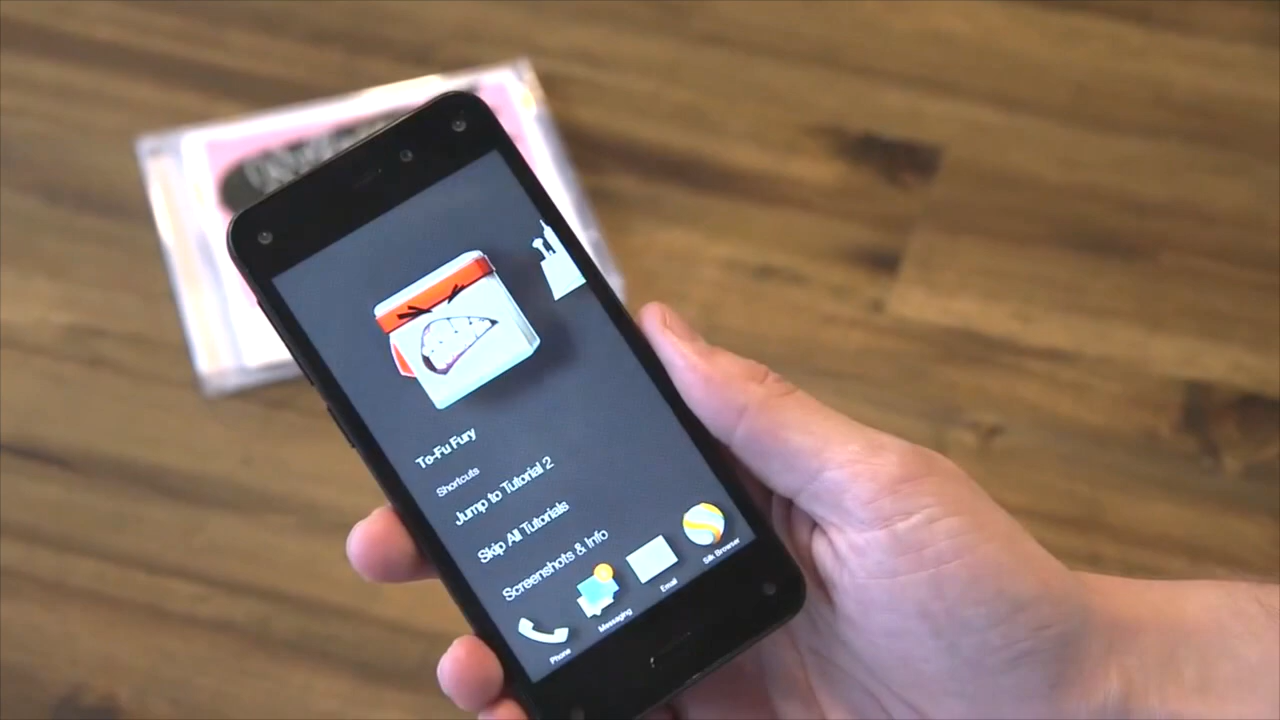 To-Fu Fury
Shortcuts
Jump to Tutorial 2
Skip All Tutorials
Screenshots & Info
Phone
Messaging
Email
Silk Browser